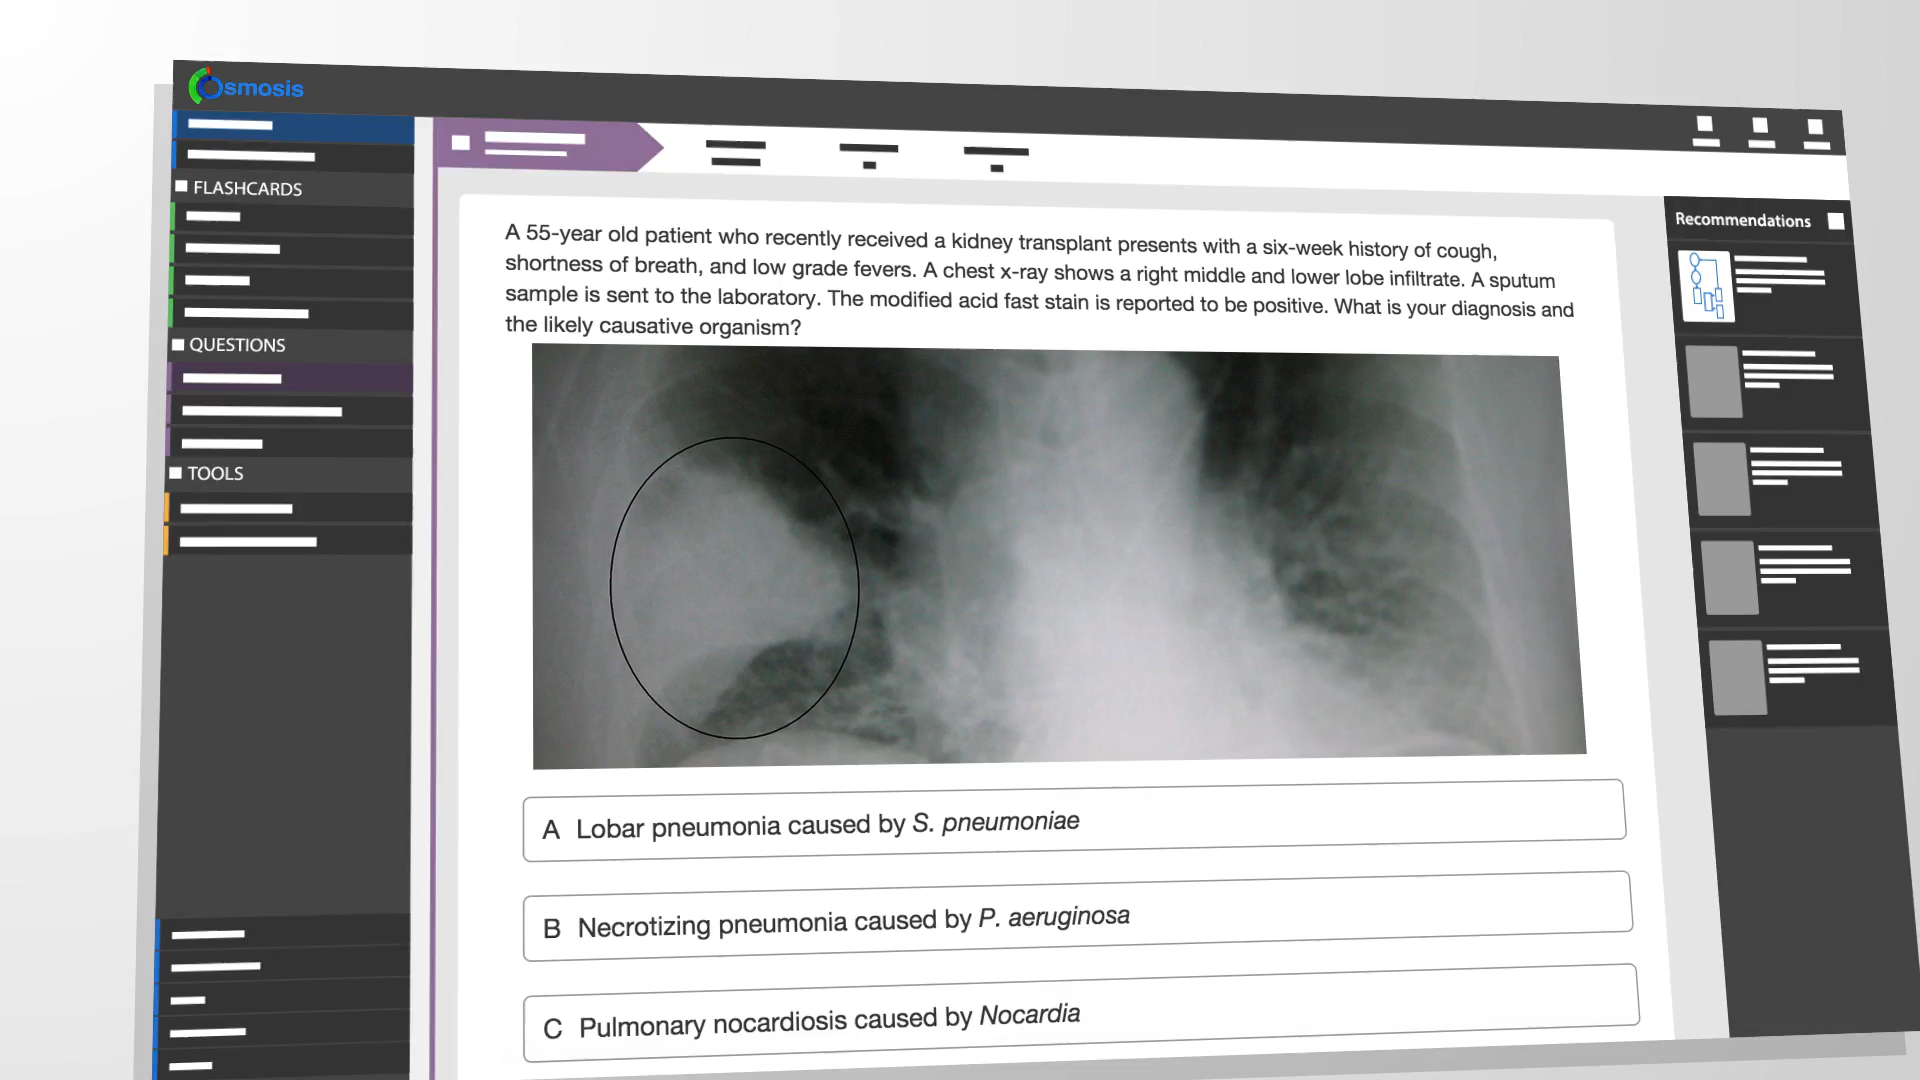 Osmosis
FLASHCARDS
QUESTIONS
TOOLS
A 55-year old patient who recently received a kidney transplant presents with a six-week history of cough,
shortness of breath, and low grade fevers. A chest x-ray shows a right middle and lower lobe infiltrate. A sputum
sample is sent to the laboratory. The modified acid fast stain is reported to be positive. What is your diagnosis and
the likely causative organism?
A Lobar pneumonia caused by S. pneumoniae
B Necrotizing pneumonia caused by P. aeruginosa
C Pulmonary nocardiosis caused by Nocardia
Recommendations